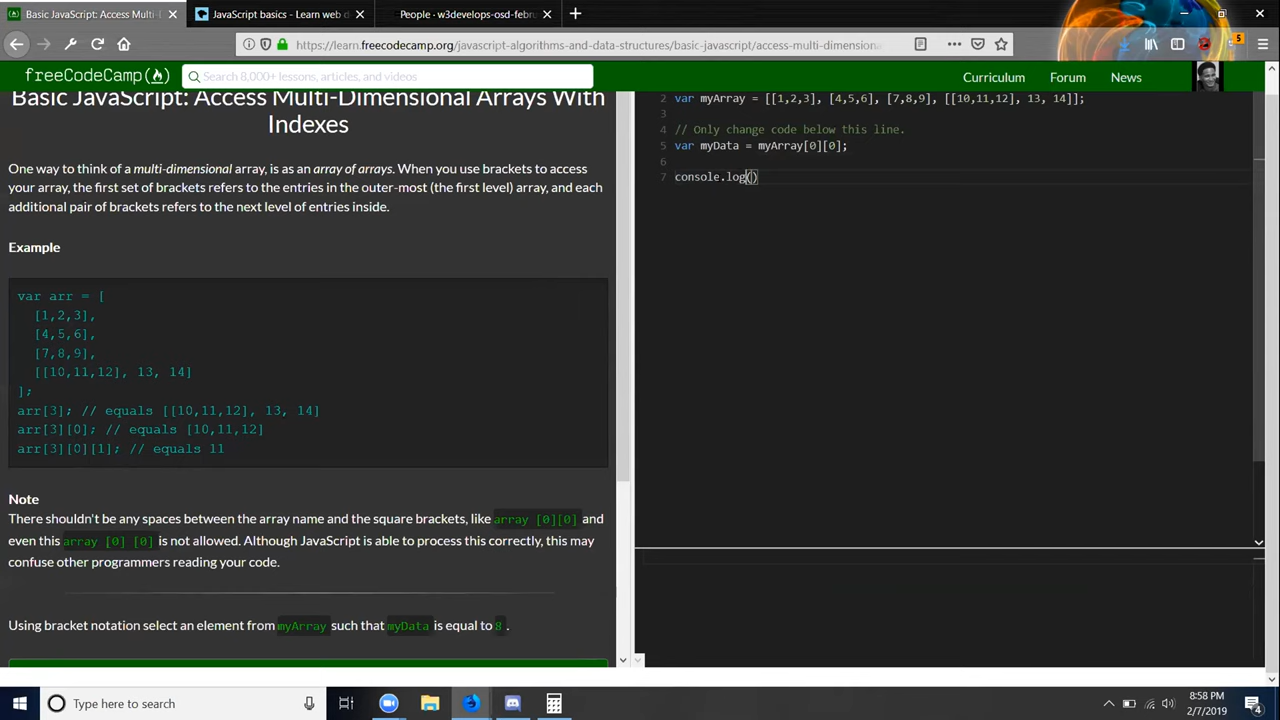 Basic JavaScript: Access Multi-D
JavaScript basics - Learn web d
People · w3develops-osd-febru
https://learn.freecodecamp.org/javascript-algorithms-and-data-structures/basic-javascript/access-multi-dimensional
5
freeCodeCamp
Search 8,000+ lessons, articles, and videos
Curriculum
Forum
News
Basic JavaScript: Access Multi-Dimensional Arrays With
Indexes
One way to think of a multi-dimensional array, is as an array of arrays. When you use brackets to access
your array, the first set of brackets refers to the entries in the outer-most (the first level) array, and each
additional pair of brackets refers to the next level of entries inside.
Example
var arr = [
[1,2,3],
[4,5,6],
[7,8,9],
[[10,11,12], 13, 14]
];
arr[3]; // equals [[10,11,12], 13, 14]
arr[3][0]; // equals [10,11,12]
arr[3][0][1]; // equals 11
Note
There shouldn't be any spaces between the array name and the square brackets, like array [0][0] and
even this array [0] [0] is not allowed. Although JavaScript is able to process this correctly, this may
confuse other programmers reading your code.
Using bracket notation select an element from myArray such that myData is equal to 8 .
2 var myArray = [[1,2,3], [4,5,6], [7,8,9], [[10,11,12], 13, 14]];
3
4 // Only change code below this line.
5 var myData = myArray[0][0];
6
7 console.log()
Type here to search
8:58 PM
2/7/2019
4